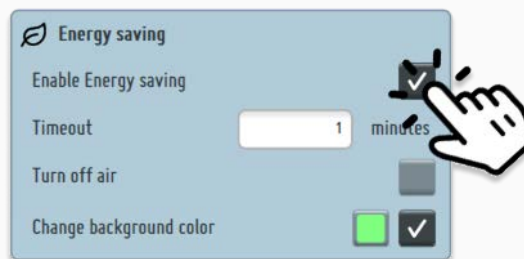 Energy saving
Enable Energy saving
Timeout 1 minutes
Turn off air
Change background color